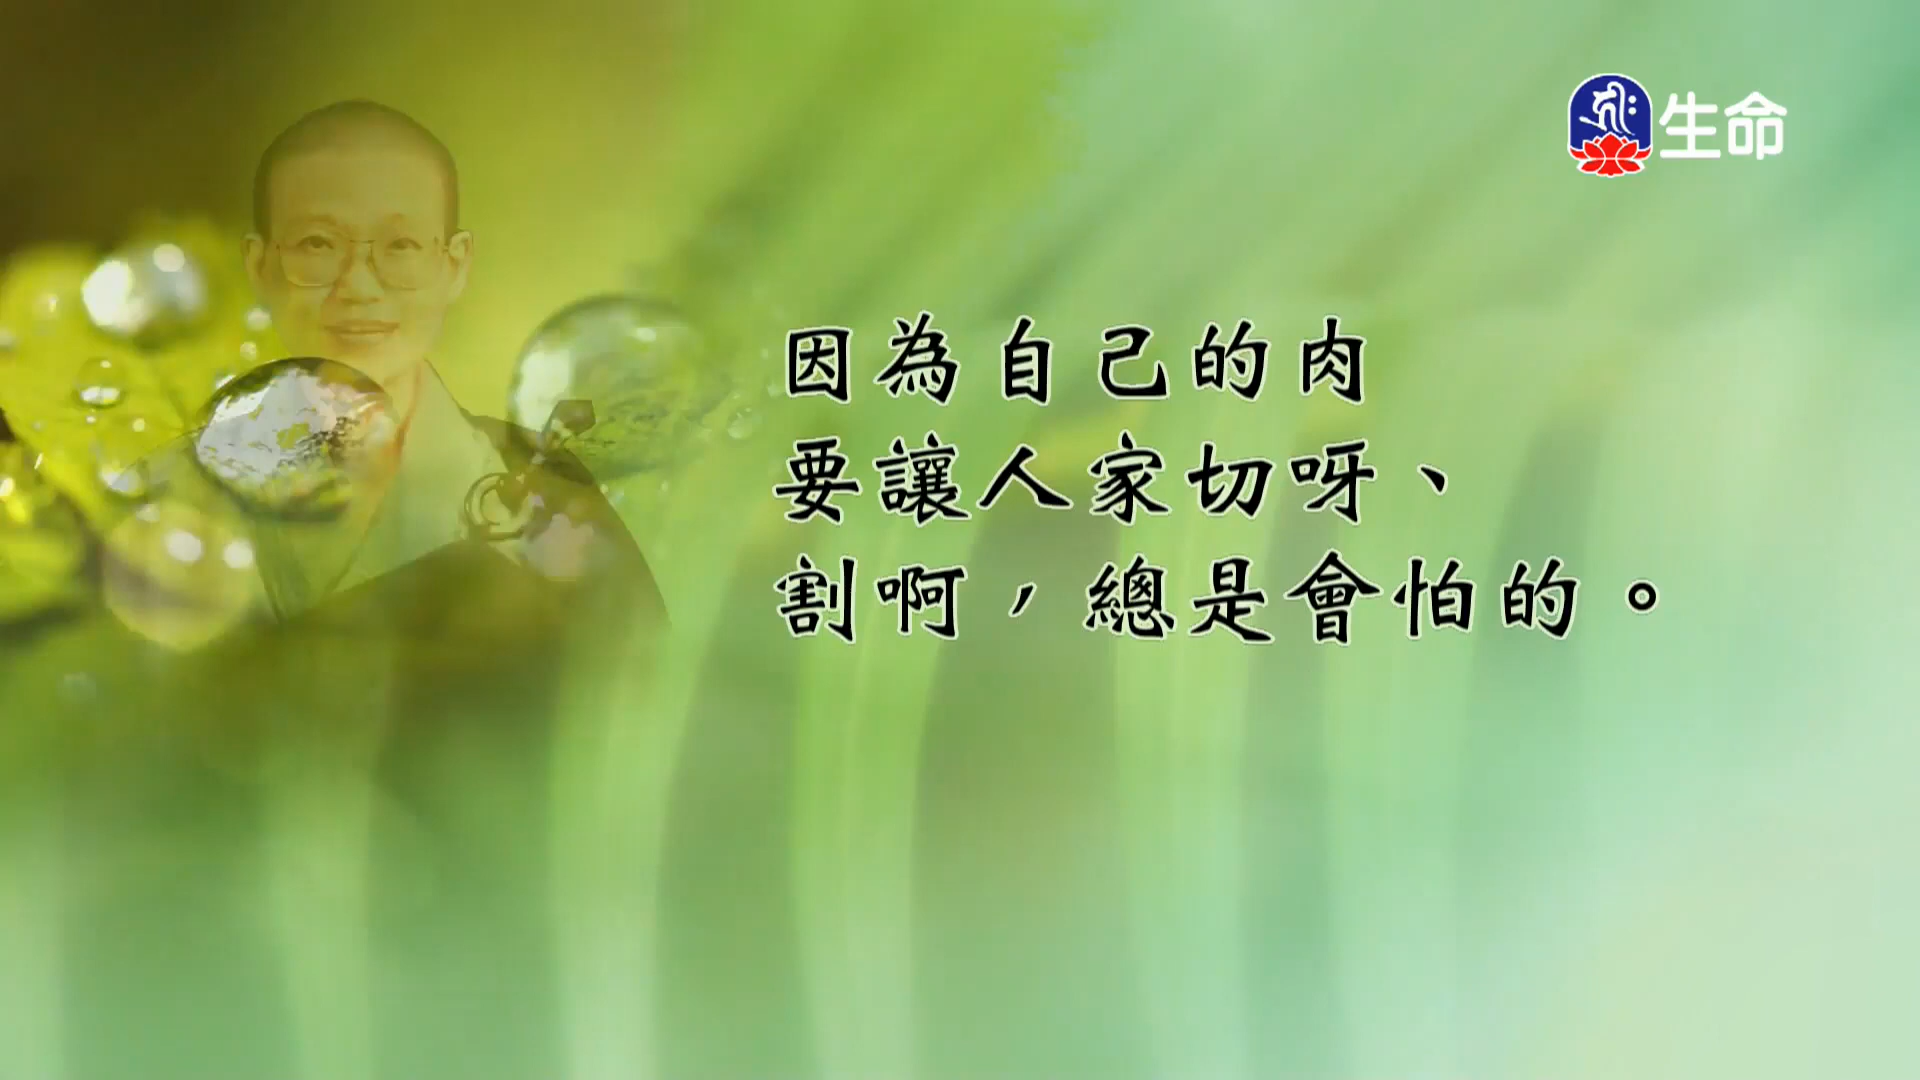 生命
因為自己的肉
要讓人家切呀、
割啊，總是會怕的。